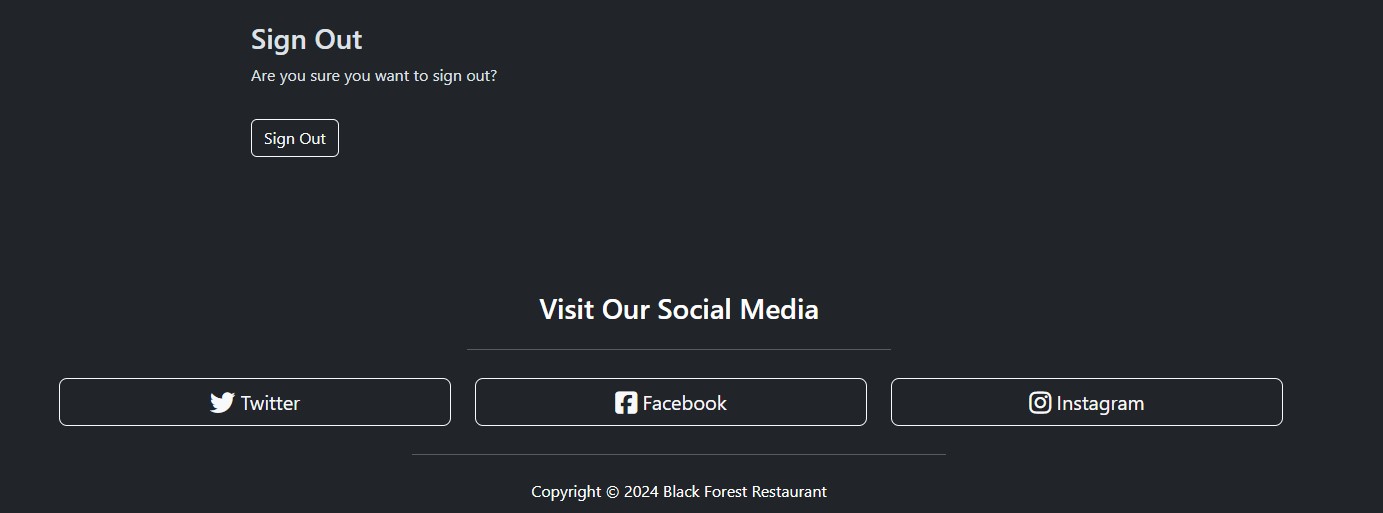 Sign Out
Are you sure you want to sign out?
Sign Out
Visit Our Social Media
Twitter
Facebook
Instagram
Copyright © 2024 Black Forest Restaurant